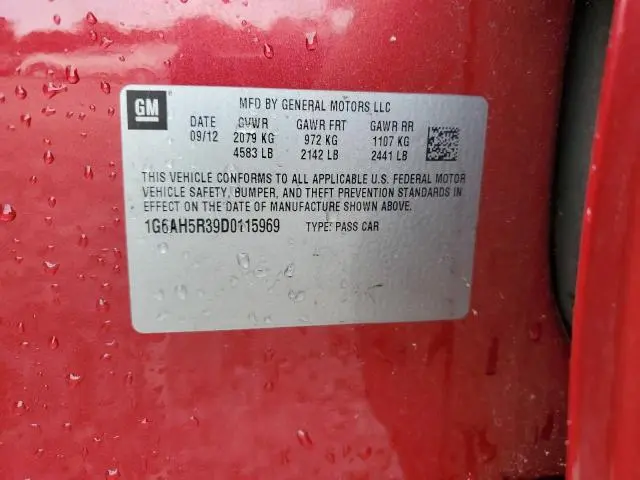 GM
MFD BY GENERAL MOTORS LLC
DATE GVWR GAWR FRT GAWR RR
09/12 2079 KG 972 KG 1107 KG
4583 LB 2142 LB 2441 LB
THIS VEHICLE CONFORMS TO ALL APPLICABLE U.S. FEDERAL MOTOR
VEHICLE SAFETY, BUMPER, AND THEFT PREVENTION STANDARDS IN
EFFECT ON THE DATE OF MANUFACTURE SHOWN ABOVE.
1G6AH5R39D0115969 TYPE: PASS CAR